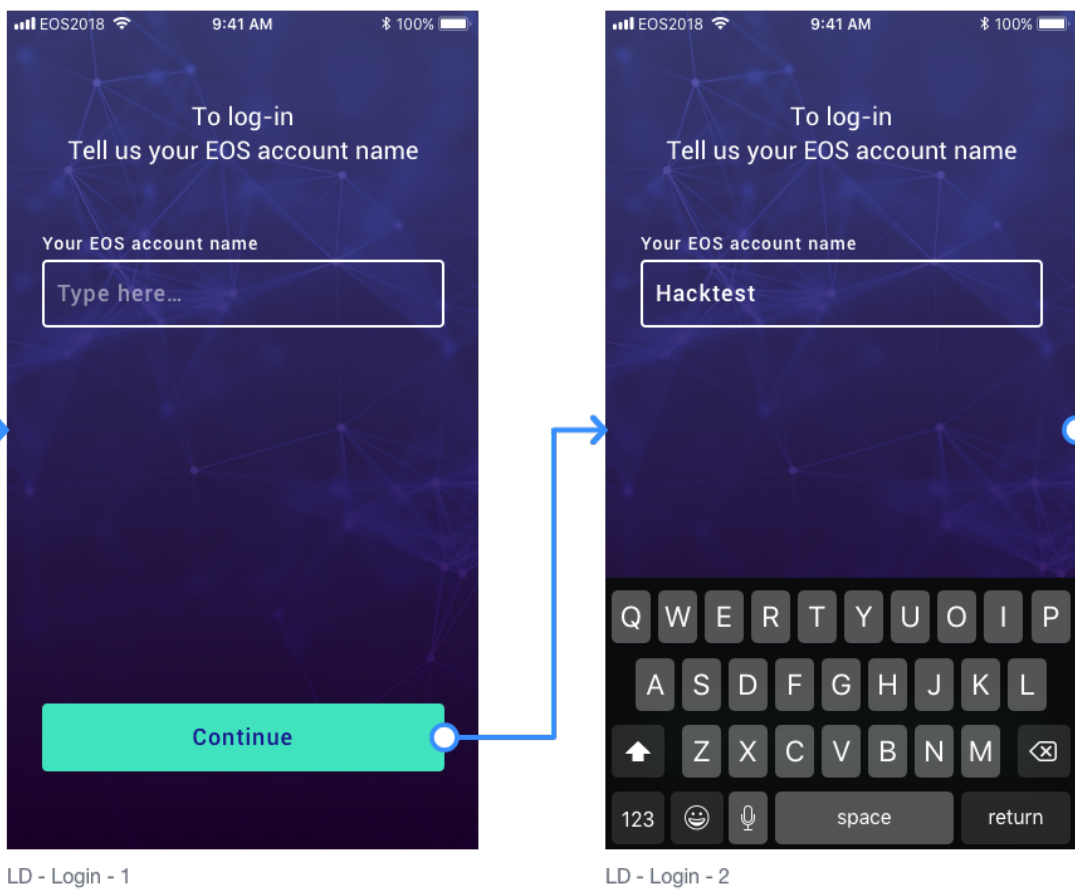 EOS2018 9:41 AM 100%
To log-in
Tell us your EOS account name
Your EOS account name
Type here…
Continue
LD - Login - 1
EOS2018 9:41 AM 100%
To log-in
Tell us your EOS account name
Your EOS account name
Hacktest
Q W E R T Y U O I P
A S D F G H J K L
Z X C V B N M
123 space return
LD - Login - 2